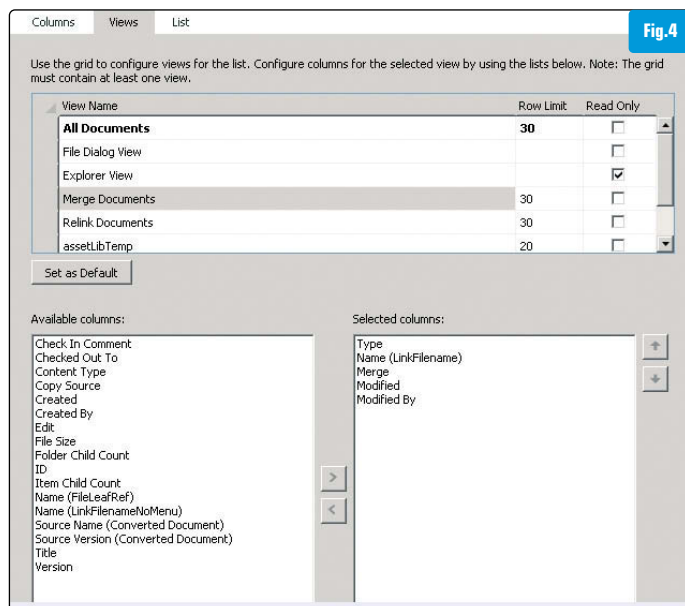 Columns Views List
Fig.4
Use the grid to configure views for the list. Configure columns for the selected view by using the lists below. Note: The grid
must contain at least one view.
View Name Row Limit Read Only
All Documents 30
File Dialog View
Explorer View
Merge Documents 30
Relink Documents 30
assetLibTemp 20
Set as Default
Available columns:
Check In Comment
Checked Out To
Content Type
Copy Source
Created
Created By
Edit
File Size
Folder Child Count
ID
Item Child Count
Name (FileLeafRef)
Name (LinkFilenameNoMenu)
Source Name (Converted Document)
Source Version (Converted Document)
Title
Version
>
<
Selected columns:
Type
Name (LinkFilename)
Merge
Modified
Modified By